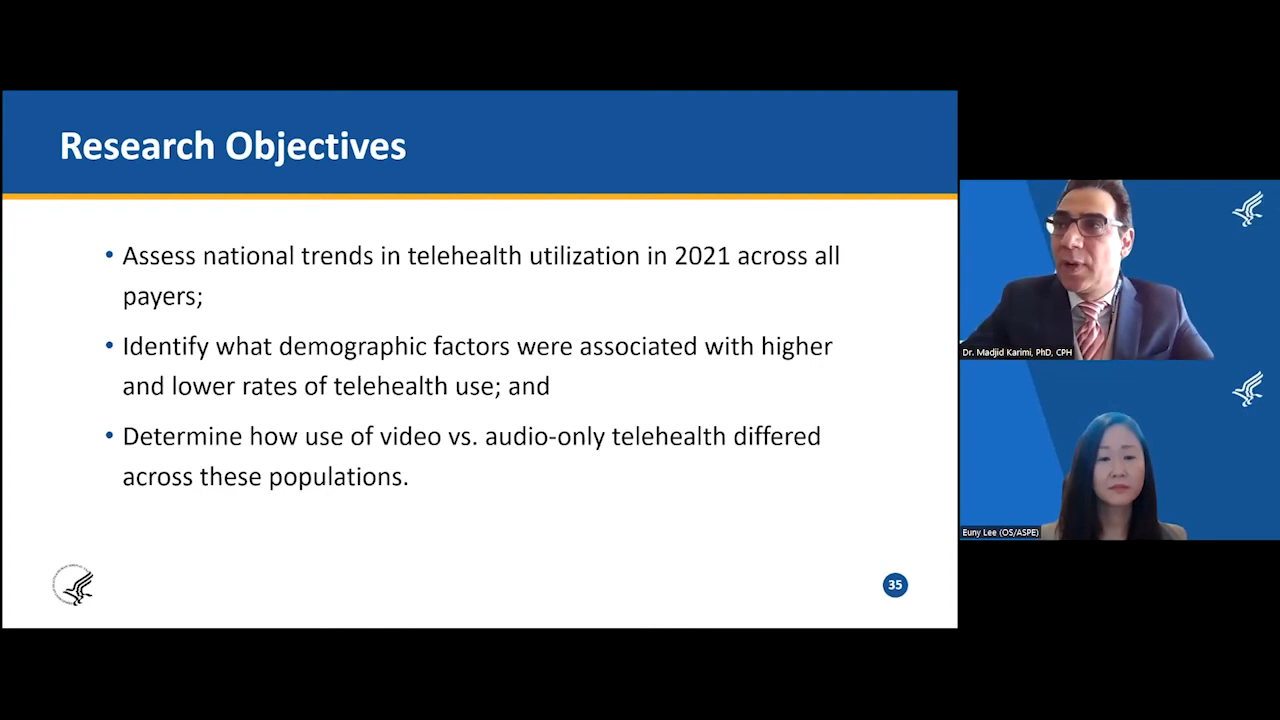 Research Objectives
• Assess national trends in telehealth utilization in 2021 across all
payers;
• Identify what demographic factors were associated with higher
and lower rates of telehealth use; and
• Determine how use of video vs. audio-only telehealth differed
across these populations.
35
Dr. Madjid Karimi, PhD, CPH
Euny Lee (OS/ASPE)